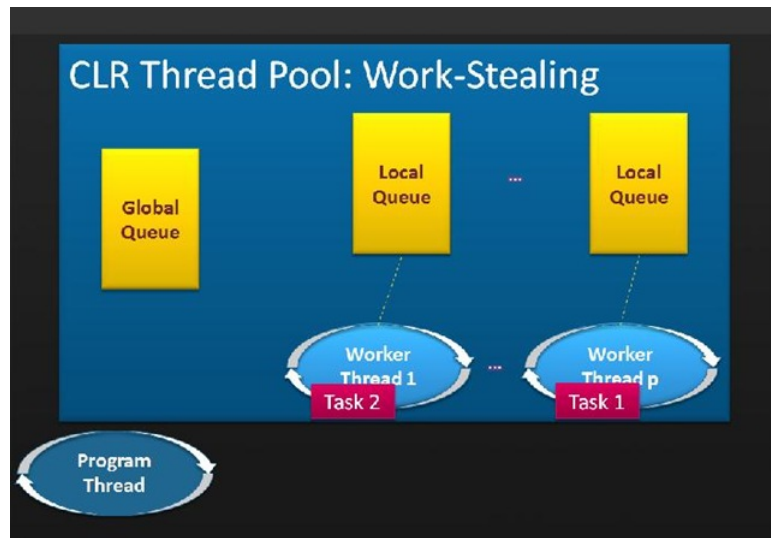 CLR Thread Pool: Work-Stealing
Global
Queue
Local
Queue
...
Local
Queue
Worker
Thread 1
Task 2
...
Worker
Thread p
Task 1
Program
Thread